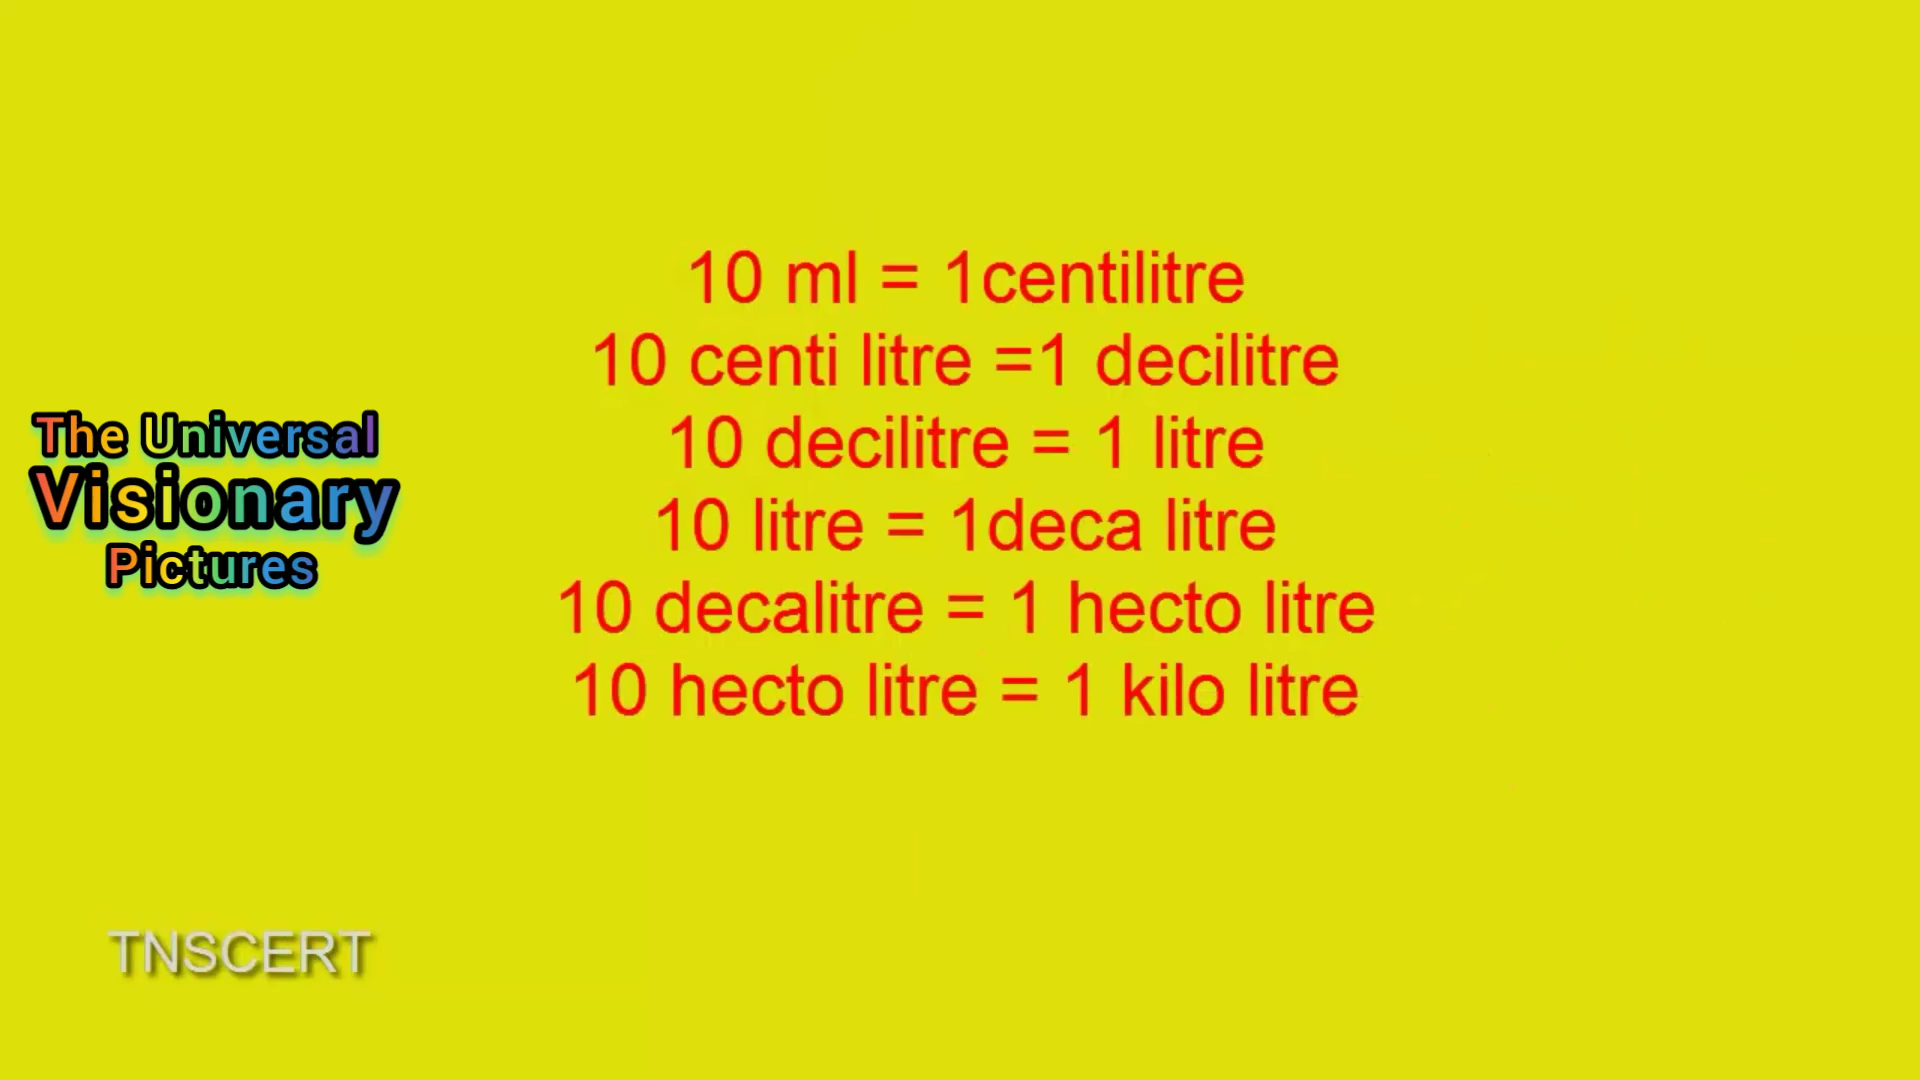 10 ml = 1centilitre
10 centi litre =1 decilitre
10 decilitre = 1 litre
10 litre = 1deca litre
10 decalitre = 1 hecto litre
10 hecto litre = 1 kilo litre
The Universal
Visionary
Pictures
TNSCERT